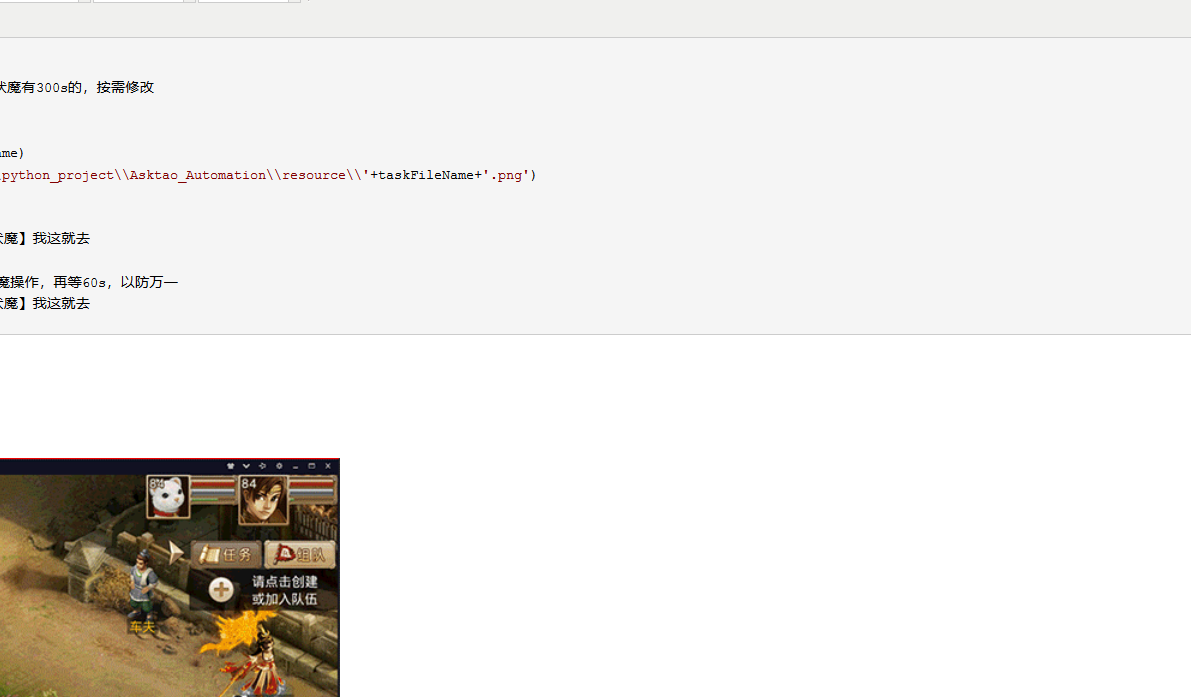 伏魔有300s的，按需修改
ame)
python_project\\Asktao_Automation\\resource\\'+taskFileName+'.png')
伏魔】我这就去
魔操作，再等60s，以防万一
伏魔】我这就去
84
84
任务
组队
请点击创建
或加入队伍
车夫